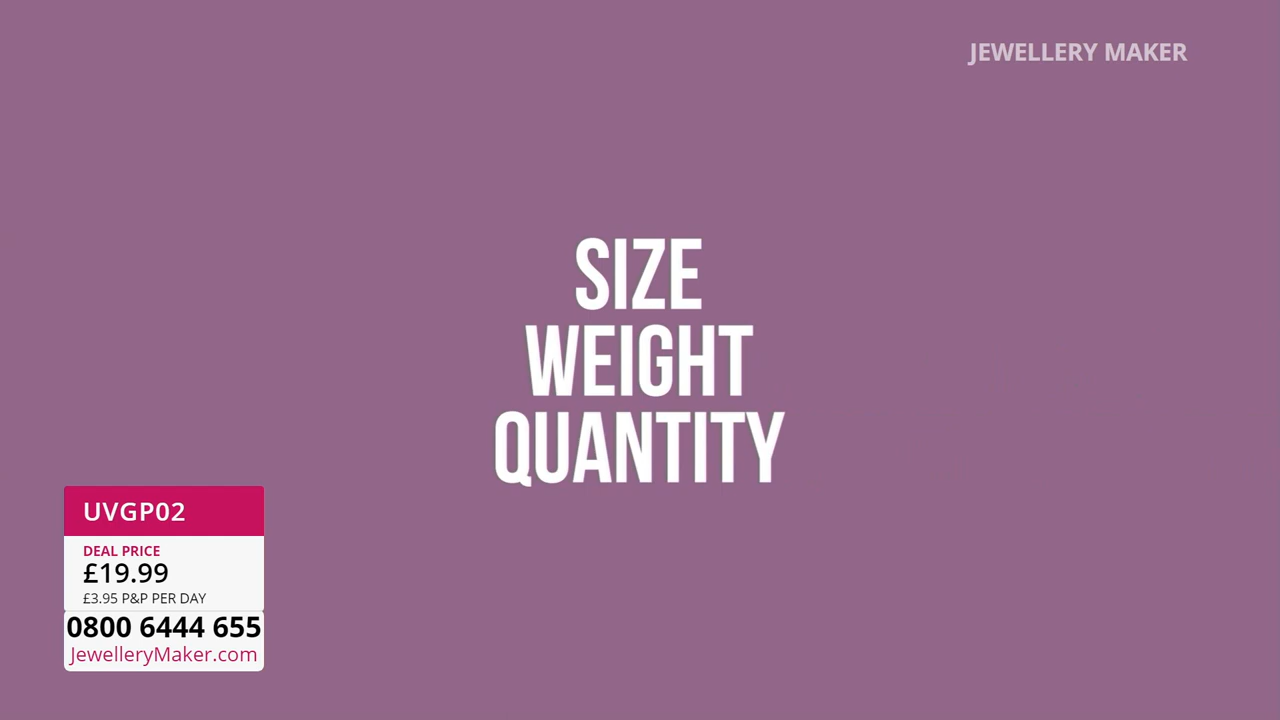 JEWELLERY MAKER
SIZE
WEIGHT
QUANTITY
UVGP02
DEAL PRICE
£19.99
£3.95 P&P PER DAY
0800 6444 655
JewelleryMaker.com